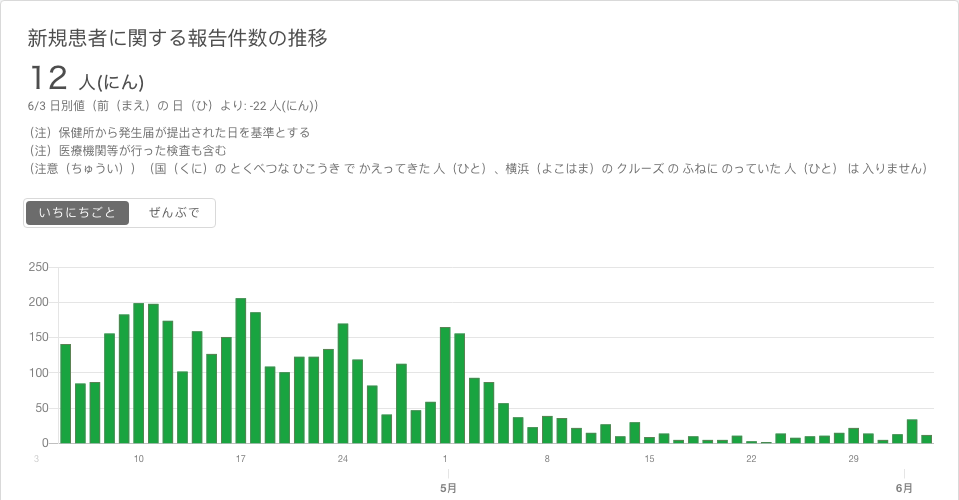 新規患者に関する報告件数の推移
12 人(にん)
6/3 日別値（前（まえ）の 日（ひ）より: -22 人(にん)）
（注）保健所から発生届が提出された日を基準とする
（注）医療機関等が行った検査も含む
（注意（ちゅうい））（国（くに）の とくべつな ひこうき で かえってきた 人（ひと）、横浜（よこはま）の クルーズ の ふねに のっていた 人（ひと） は 入りません）
いちにちごと ぜんぶで
250
200
150
100
50
0
3 10 17 24 1 8 15 22 29
5月 6月